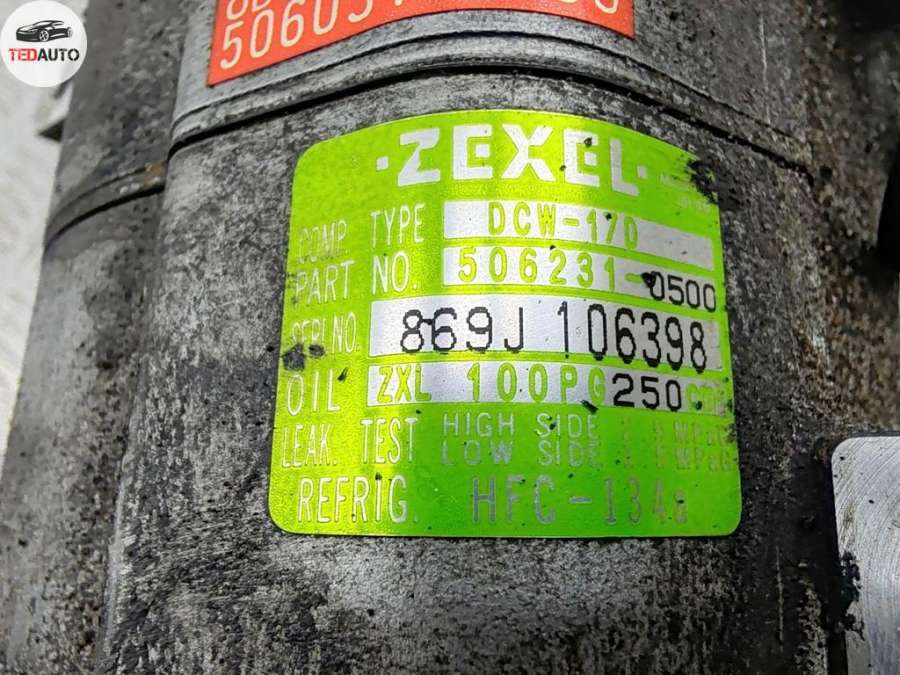 TEDAUTO
·ZEXEL·
COMP TYPE DCW-17D
PART NO. 506231-0500
SERI NO. 869J 106398
OIL ZXL 100PG 250
LEAK. TEST HIGH SIDE
LOW SIDE
REFRIG. HFC-134a